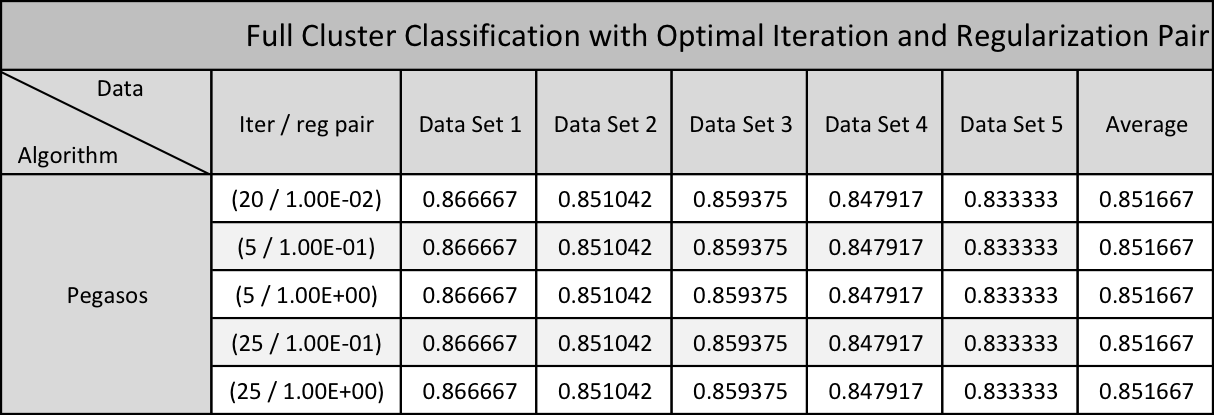 Full Cluster Classification with Optimal Iteration and Regularization Pair
Data
Algorithm
Iter / reg pair Data Set 1 Data Set 2 Data Set 3 Data Set 4 Data Set 5 Average
Pegasos
(20 / 1.00E-02) 0.866667 0.851042 0.859375 0.847917 0.833333 0.851667
(5 / 1.00E-01) 0.866667 0.851042 0.859375 0.847917 0.833333 0.851667
(5 / 1.00E+00) 0.866667 0.851042 0.859375 0.847917 0.833333 0.851667
(25 / 1.00E-01) 0.866667 0.851042 0.859375 0.847917 0.833333 0.851667
(25 / 1.00E+00) 0.866667 0.851042 0.859375 0.847917 0.833333 0.851667